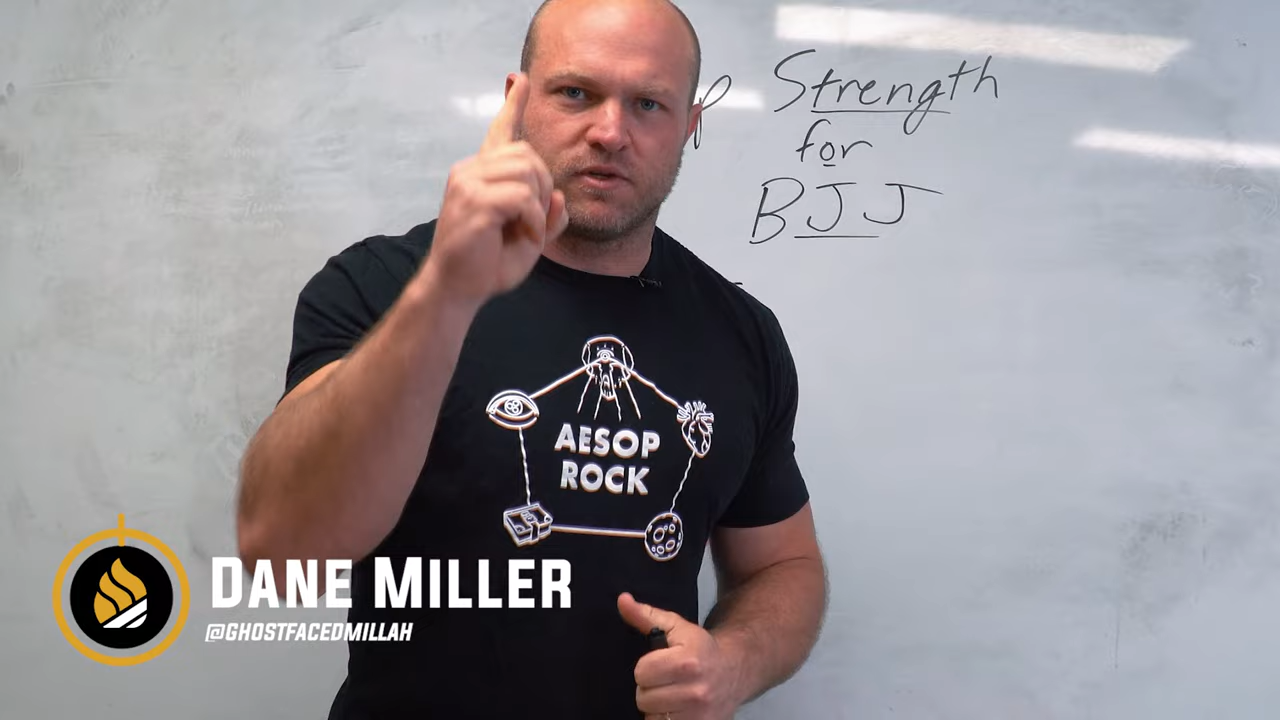 Strength
for
BJJ
AESOP
ROCK
DANE MILLER
@GHOSTFACEDMILLAH